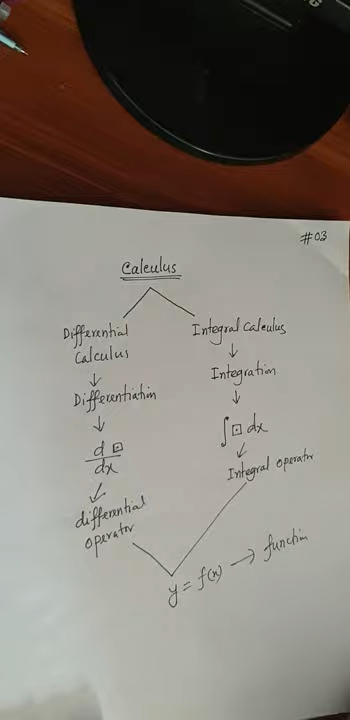 #03
Calculus
Differential
Calculus
Integral Calculus
Differentiation
Integration
d ⊡
dx
∫ ⊡ dx
differential
operator
Integral operator
y = f(x) → function